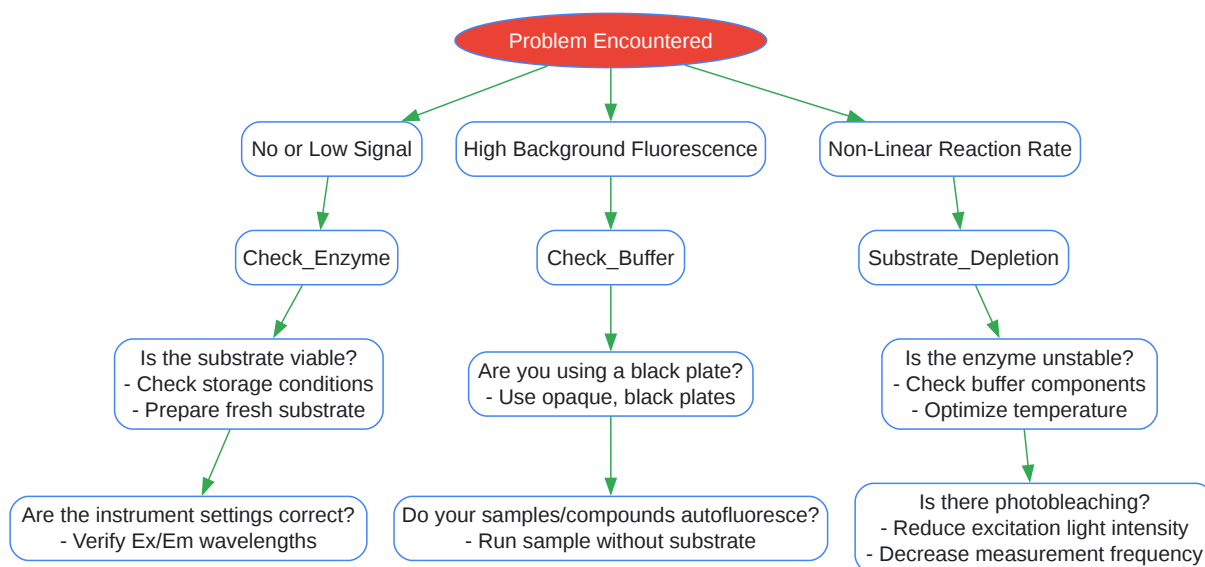 Problem Encountered
No or Low Signal
High Background Fluorescence
Non-Linear Reaction Rate
Check_Enzyme
Check_Buffer
Substrate_Depletion
Is the substrate viable?
- Check storage conditions
- Prepare fresh substrate
Are you using a black plate?
- Use opaque, black plates
Is the enzyme unstable?
- Check buffer components
- Optimize temperature
Are the instrument settings correct?
- Verify Ex/Em wavelengths
Do your samples/compounds autofluoresce?
- Run sample without substrate
Is there photobleaching?
- Reduce excitation light intensity
- Decrease measurement frequency